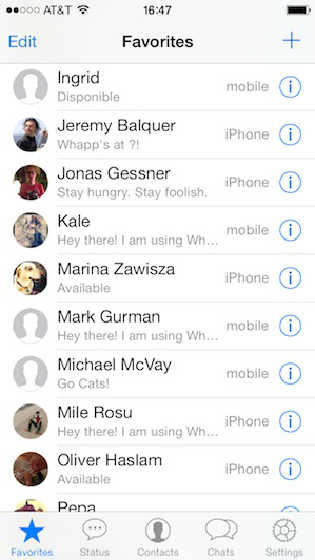 AT&T 16:47
Edit Favorites +
Ingrid
Disponible mobile
Jeremy Balquer
Whapp's at ?! iPhone
Jonas Gessner
Stay hungry. Stay foolish. iPhone
Kale
Hey there! I am using Wh... mobile
Marina Zawisza
Available iPhone
Mark Gurman
Hey there! I am using Wh... mobile
Michael McVay
Go Cats! mobile
Mile Rosu
Hey there! I am using Wh... iPhone
Oliver Haslam
Available iPhone
Pepa
Favorites Status Contacts Chats Settings